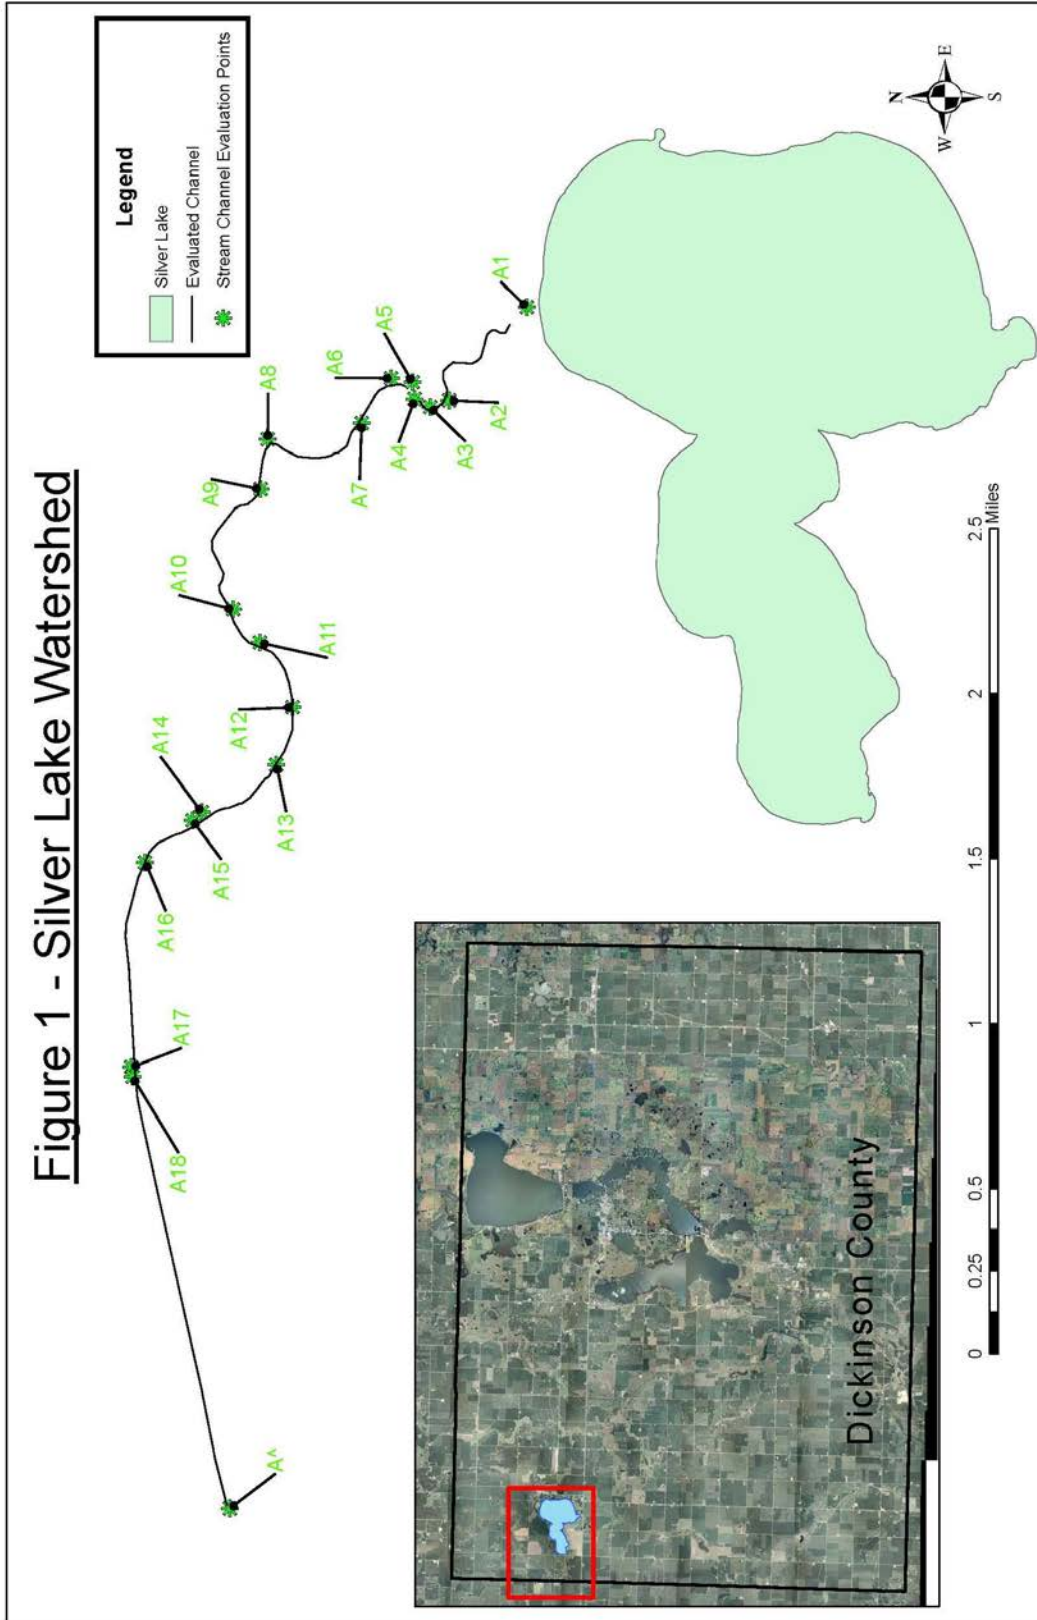 Figure 1 - Silver Lake Watershed
Legend
Silver Lake
Evaluated Channel
Stream Channel Evaluation Points
A^
A18
A17
A16
A15
A14
A13
A12
A11
A10
A9
A8
A7
A6
A5
A4
A3
A2
A1
N
W
E
S
Dickinson County
0
0.25
0.5
1
1.5
2
2.5
Miles